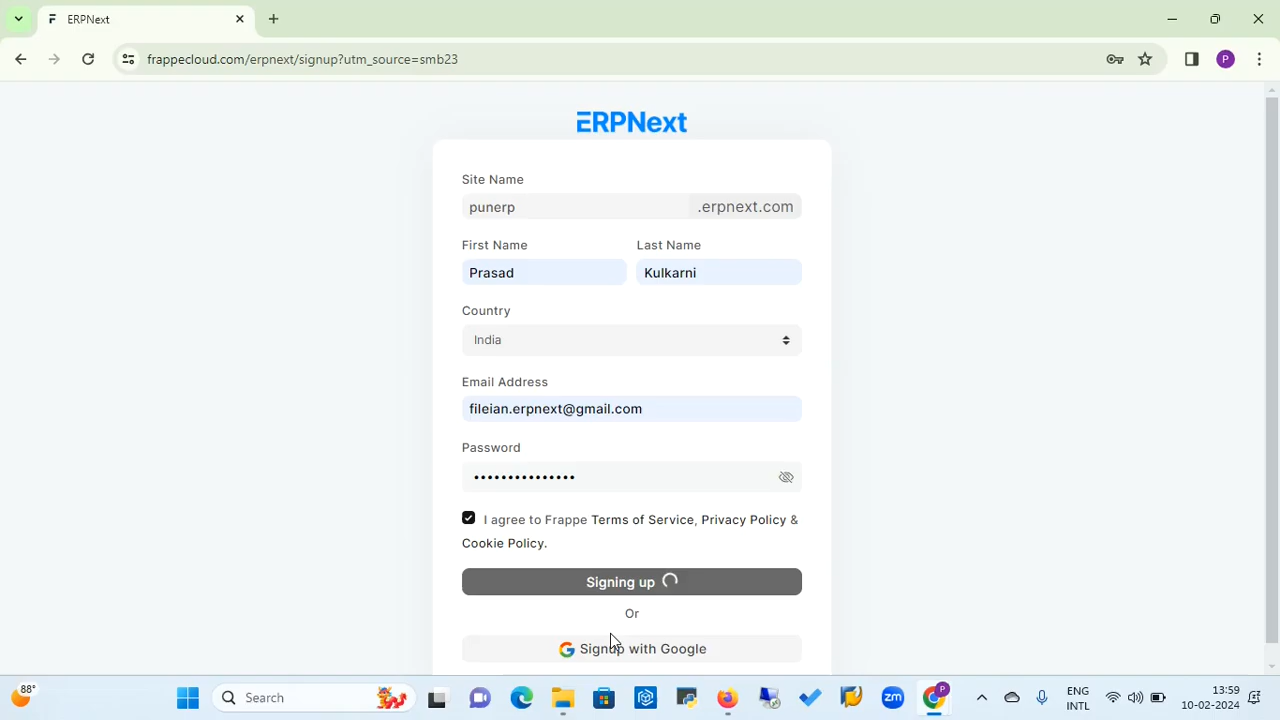 ERPNext
frappecloud.com/erpnext/signup?utm_source=smb23
P
ERPNext
Site Name
punerp .erpnext.com
First Name Last Name
Prasad Kulkarni
Country
India
Email Address
fileian.erpnext@gmail.com
Password
•••••••••••••••
I agree to Frappe Terms of Service, Privacy Policy &
Cookie Policy.
Signing up
Or
Signup with Google
88°
Search
zm
P
ENG
INTL
13:59
10-02-2024